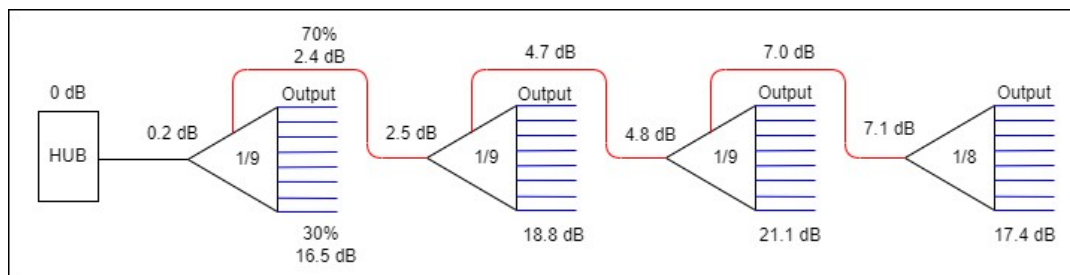 70%
2.4 dB
4.7 dB
7.0 dB
0 dB
Output
Output
Output
Output
0.2 dB
2.5 dB
4.8 dB
7.1 dB
HUB
1/9
1/9
1/9
1/8
30%
16.5 dB
18.8 dB
21.1 dB
17.4 dB